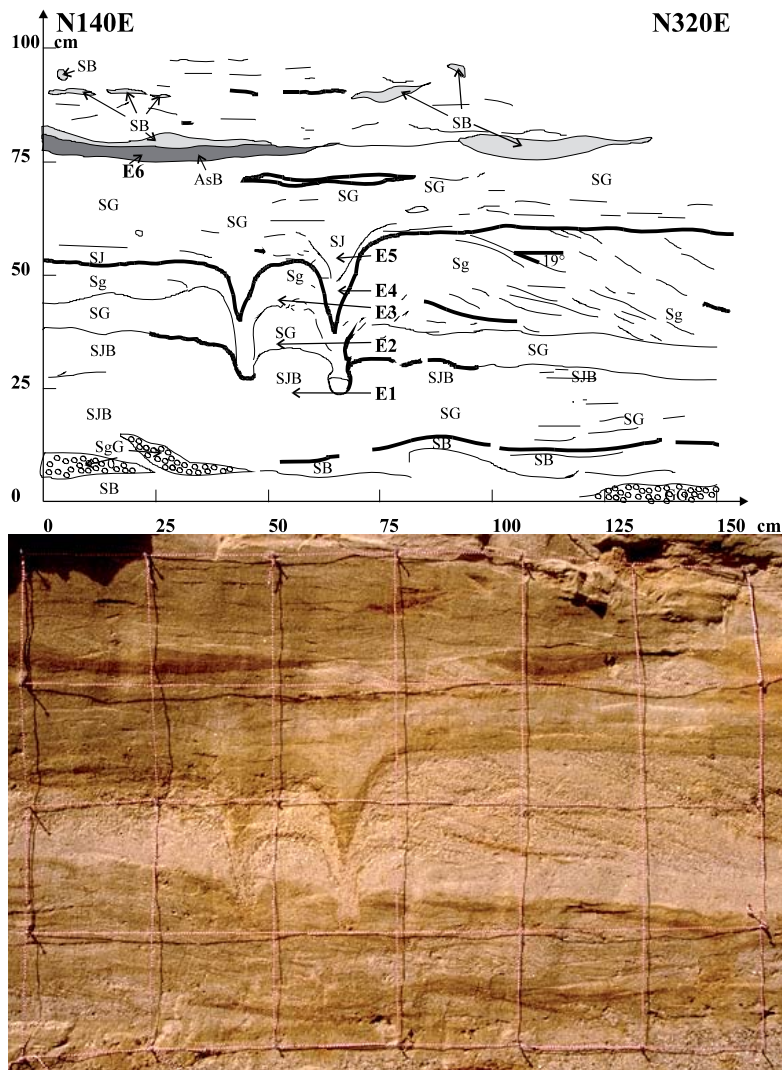 N140E N320E
100 cm
SB
SB SB
75
E6 AsB
SG SG SG
SG SG
SJ E5
SJ Sg Sg 19°
50
Sg E4
E3 Sg
SG SG E2 SG
SJB SJB SJB SJB
25
E1
SJB SG SG
SgG SB
SB SB
SB
0
0 25 50 75 100 125 150 cm